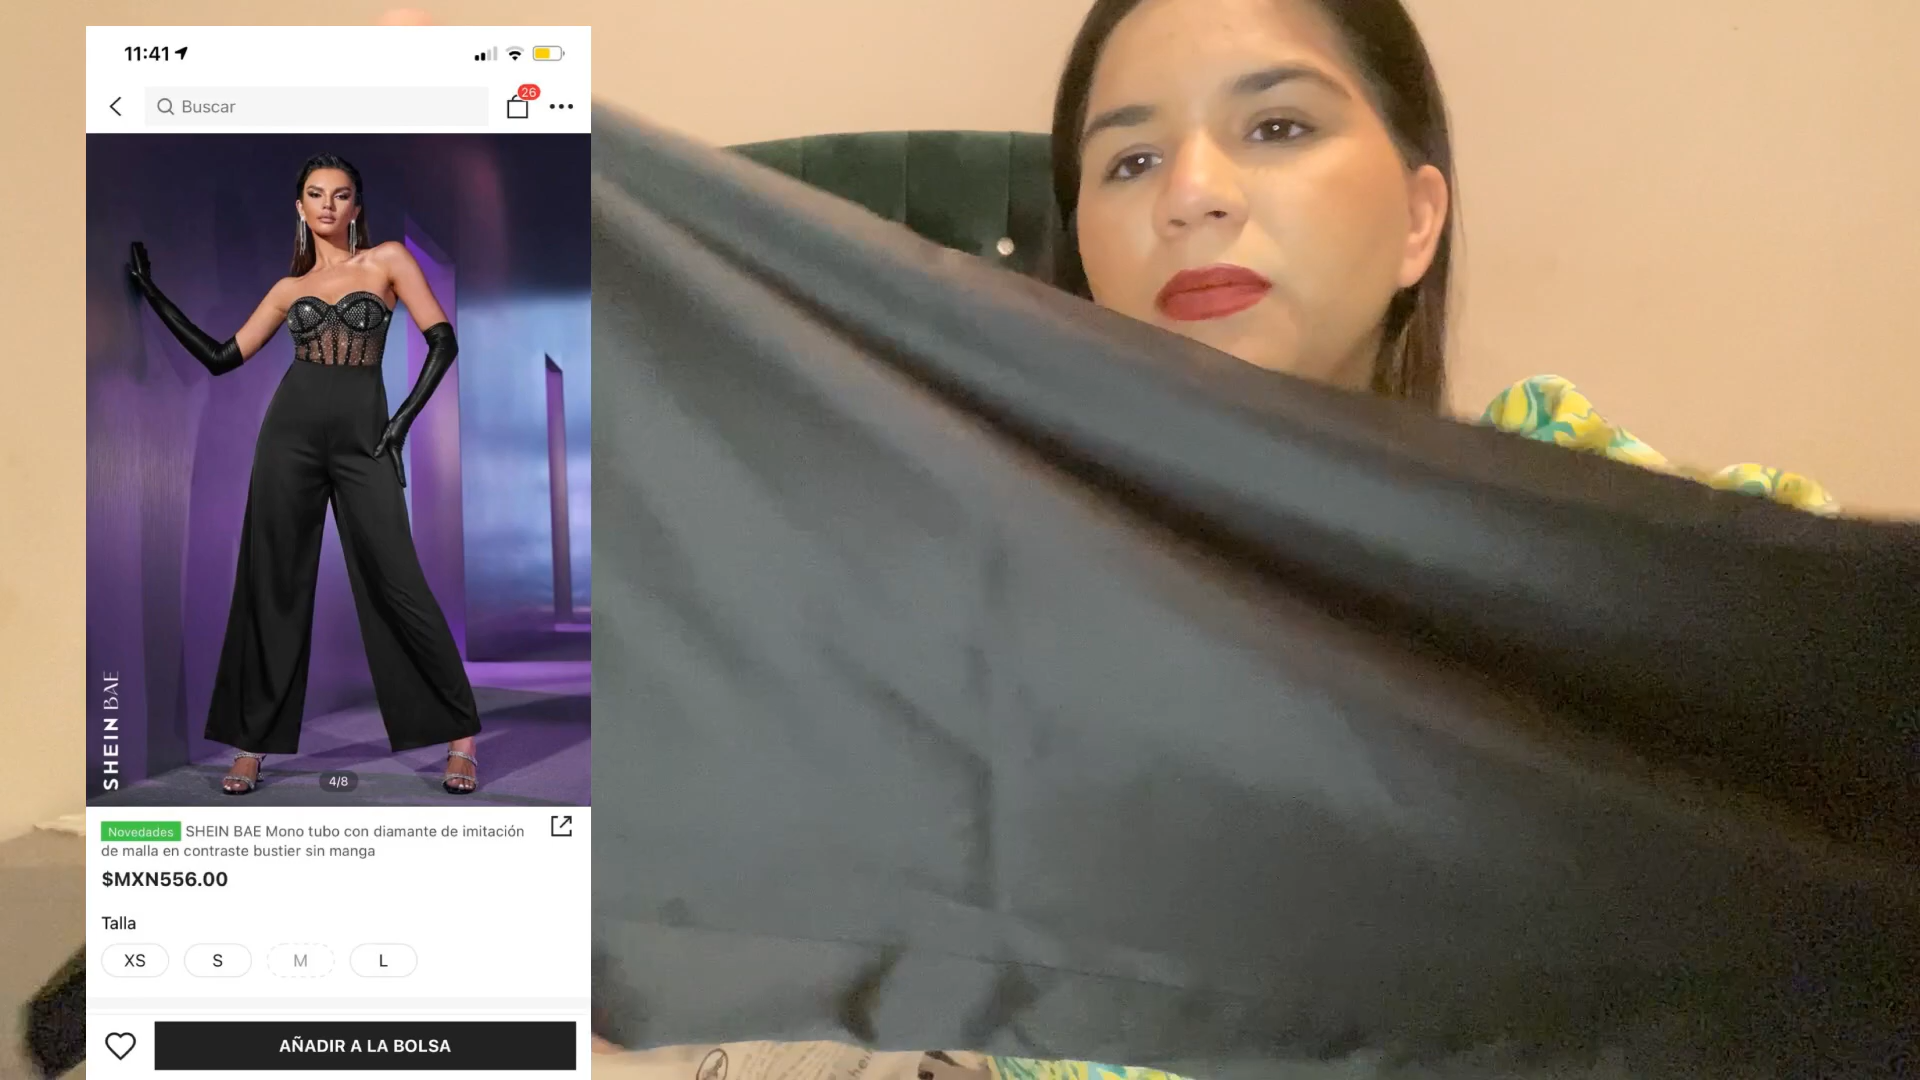 11:41
Buscar
26
SHEIN BAE
4/8
Novedades SHEIN BAE Mono tubo con diamante de imitación
de malla en contraste bustier sin manga
$MXN556.00
Talla
XS S M L
AÑADIR A LA BOLSA